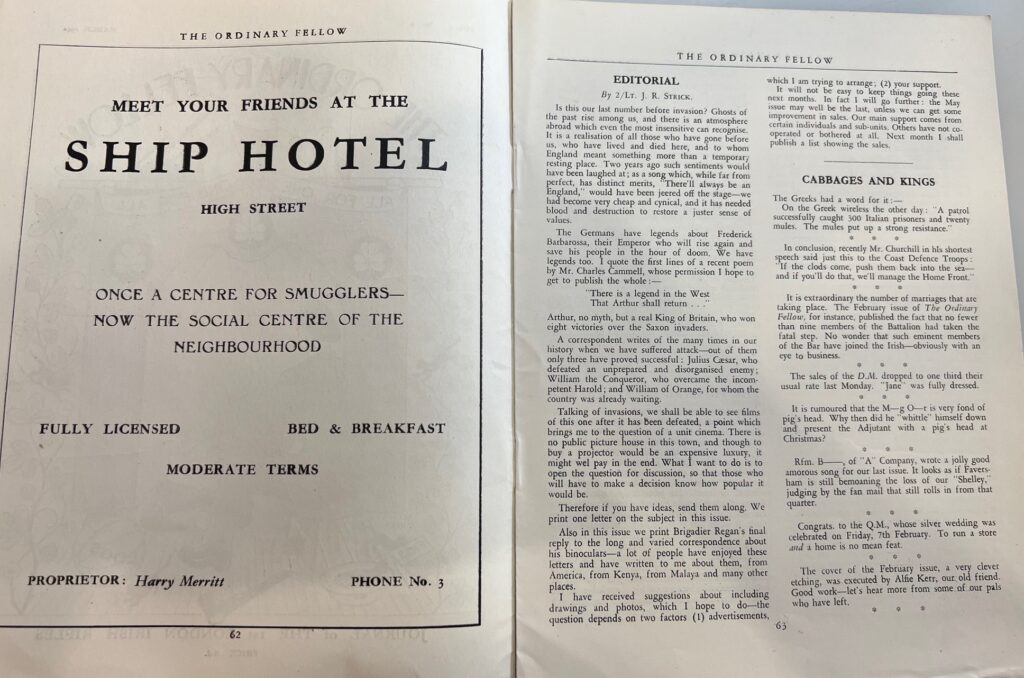 THE ORDINARY FELLOW
MEET YOUR FRIENDS AT THE
SHIP HOTEL
HIGH STREET
ONCE A CENTRE FOR SMUGGLERS—
NOW THE SOCIAL CENTRE OF THE
NEIGHBOURHOOD
FULLY LICENSED BED & BREAKFAST
MODERATE TERMS
PROPRIETOR: Harry Merritt PHONE No. 3
62
THE ORDINARY FELLOW
EDITORIAL
By 2/Lt. J. R. Strick.
Is this our last number before invasion? Ghosts of
the past rise among us, and there is an atmosphere
abroad which even the most insensitive can recognise.
It is a realisation of all those who have gone before
us, who have lived and died here, and to whom
England meant something more than a temporary
resting place. Two years ago such sentiments would
have been laughed at; as a song which, while far from
perfect, has distinct merits, "There'll always be an
England," would have been jeered off the stage—we
had become very cheap and cynical, and it has needed
blood and destruction to restore a juster sense of
values.
The Germans have legends about Frederick
Barbarossa, their Emperor who will rise again and
save his people in the hour of doom. We have
legends too. I quote the first lines of a recent poem
by Mr. Charles Cammell, whose permission I hope to
get to publish the whole:—
"There is a legend in the West
That Arthur shall return . . ."
Arthur, no myth, but a real King of Britain, who won
eight victories over the Saxon invaders.
A correspondent writes of the many times in our
history when we have suffered attack—out of them
only three have proved successful: Julius Cæsar, who
defeated an unprepared and disorganised enemy;
William the Conqueror, who overcame the incom-
petent Harold; and William of Orange, for whom the
country was already waiting.
Talking of invasions, we shall be able to see films
of this one after it has been defeated, a point which
brings me to the question of a unit cinema. There is
no public picture house in this town, and though to
buy a projector would be an expensive luxury, it
might wel pay in the end. What I want to do is to
open the question for discussion, so that those who
will have to make a decision know how popular it
would be.
Therefore if you have ideas, send them along. We
print one letter on the subject in this issue.
Also in this issue we print Brigadier Regan's final
reply to the long and varied correspondence about
his binoculars—a lot of people have enjoyed these
letters and have written to me about them, from
America, from Kenya, from Malaya and many other
places.
I have received suggestions about including
drawings and photos, which I hope to do—the
question depends on two factors (1) advertisements,
which I am trying to arrange; (2) your support.
It will not be easy to keep things going these
next months. In fact I will go further: the May
issue may well be the last, unless we can get some
improvement in sales. Our main support comes from
certain individuals and sub-units. Others have not co-
operated or bothered at all. Next month I shall
publish a list showing the sales.
CABBAGES AND KINGS
The Greeks had a word for it:—
On the Greek wireless the other day: "A patrol
successfully caught 300 Italian prisoners and twenty
mules. The mules put up a strong resistance."
* * *
In conclusion, recently Mr. Churchill in his shortest
speech said just this to the Coast Defence Troops:
"If the clods come, push them back into the sea—
and if you'll do that, we'll manage the Home Front."
* * *
It is extraordinary the number of marriages that are
taking place. The February issue of The Ordinary
Fellow, for instance, published the fact that no fewer
than nine members of the Battalion had taken the
fatal step. No wonder that such eminent members
of the Bar have joined the Irish—obviously with an
eye to business.
* * *
The sales of the D.M. dropped to one third their
usual rate last Monday. "Jane" was fully dressed.
* * *
It is rumoured that the M—g O—r is very fond of
pig's head. Why then did he "whittle" himself down
and present the Adjutant with a pig's head at
Christmas?
* * *
Rfm. B——, of "A" Company, wrote a jolly good
amorous song for our last issue. It looks as if Favers-
ham is still bemoaning the loss of our "Shelley,"
judging by the fan mail that still rolls in from that
quarter.
* * *
Congrats. to the Q.M., whose silver wedding was
celebrated on Friday, 7th February. To run a store
and a home is no mean feat.
* * *
The cover of the February issue, a very clever
etching, was executed by Alfie Kerr, our old friend.
Good work—let's hear more from some of our pals
who have left.
* * *
63